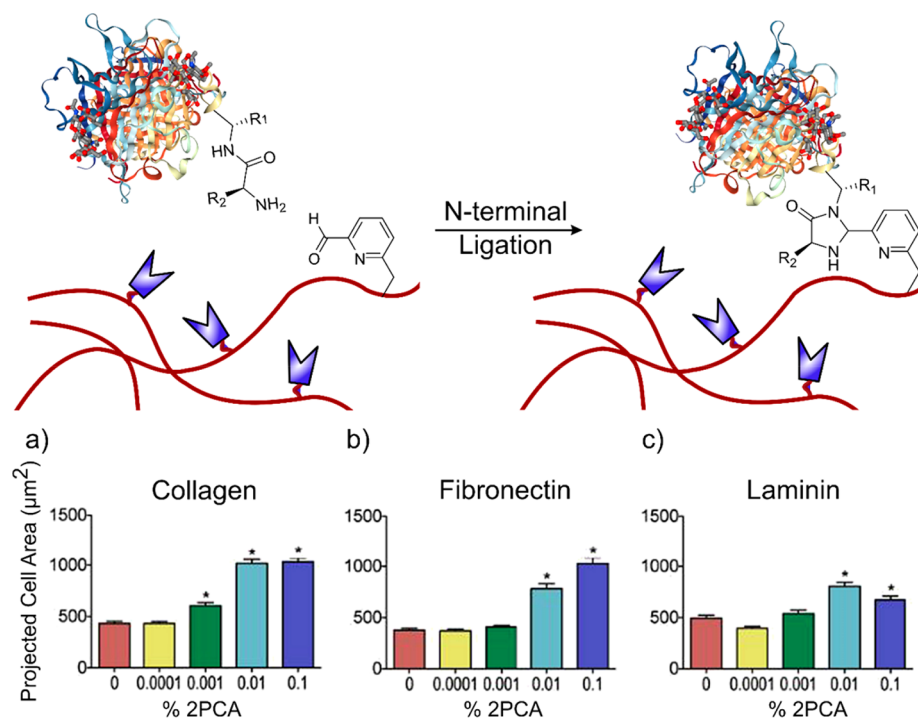 R1
HN
O
R2
NH2
H
O
N
N-terminal
Ligation
R1
O
N
N
R2
NH
a)
b)
c)
Collagen
Fibronectin
Laminin
Projected Cell Area (μm²)
1500
1000
500
0
* * *
0 0.0001 0.001 0.01 0.1
% 2PCA
1500
1000
500
0
* *
0 0.0001 0.001 0.01 0.1
% 2PCA
1500
1000
500
0
* *
0 0.0001 0.001 0.01 0.1
% 2PCA